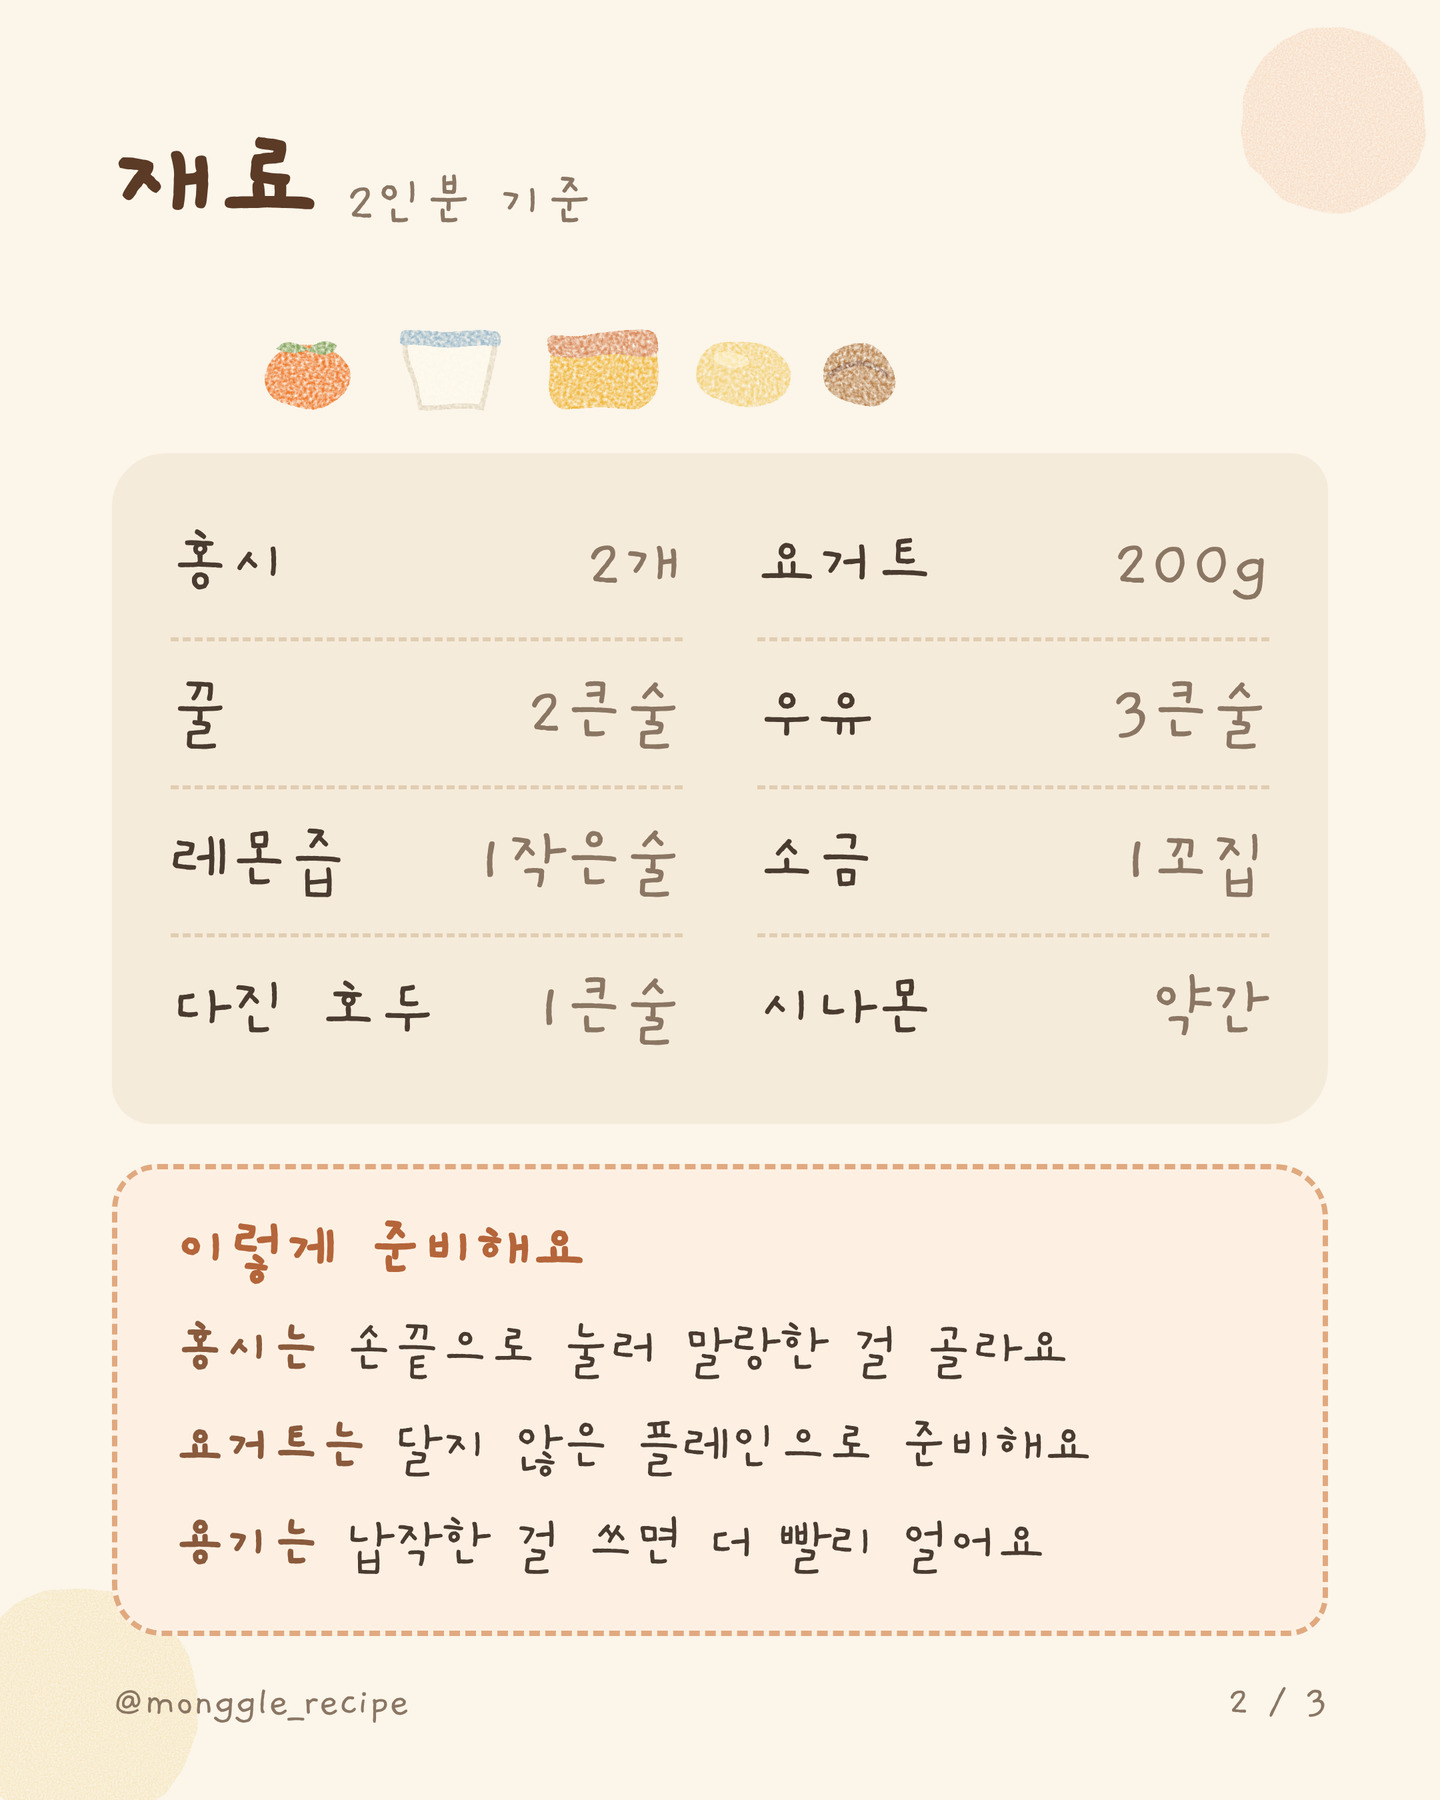 재료 2인분 기준
홍시 2개 요거트 200g
꿀 2큰술 우유 3큰술
레몬즙 1작은술 소금 1꼬집
다진 호두 1큰술 시나몬 약간
이렇게 준비해요
홍시는 손끝으로 눌러 말랑한 걸 골라요
요거트는 달지 않은 플레인으로 준비해요
용기는 납작한 걸 쓰면 더 빨리 얼어요
@monggle_recipe 2 / 3